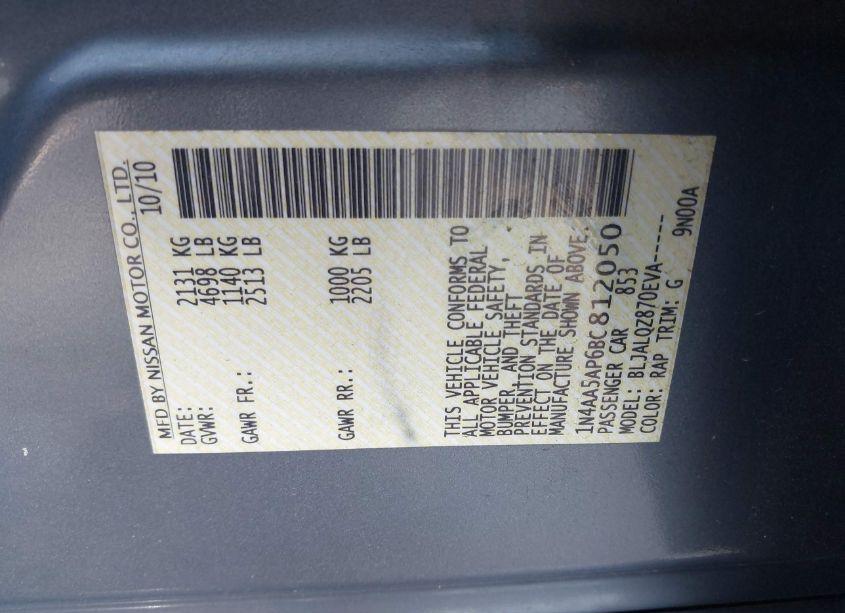 MFD BY NISSAN MOTOR CO., LTD.
DATE: 10/10
GVWR: 2131 KG
4698 LB
GAWR FR.: 1140 KG
2513 LB
GAWR RR.: 1000 KG
2205 LB
THIS VEHICLE CONFORMS TO
ALL APPLICABLE FEDERAL
MOTOR VEHICLE SAFETY,
BUMPER, AND THEFT
PREVENTION STANDARDS IN
EFFECT ON THE DATE OF
MANUFACTURE SHOWN ABOVE.
1N4AA5AP6BC812050
PASSENGER CAR 853
MODEL: BLJALQZ870EVA------
COLOR: RAP TRIM: G 9N00A